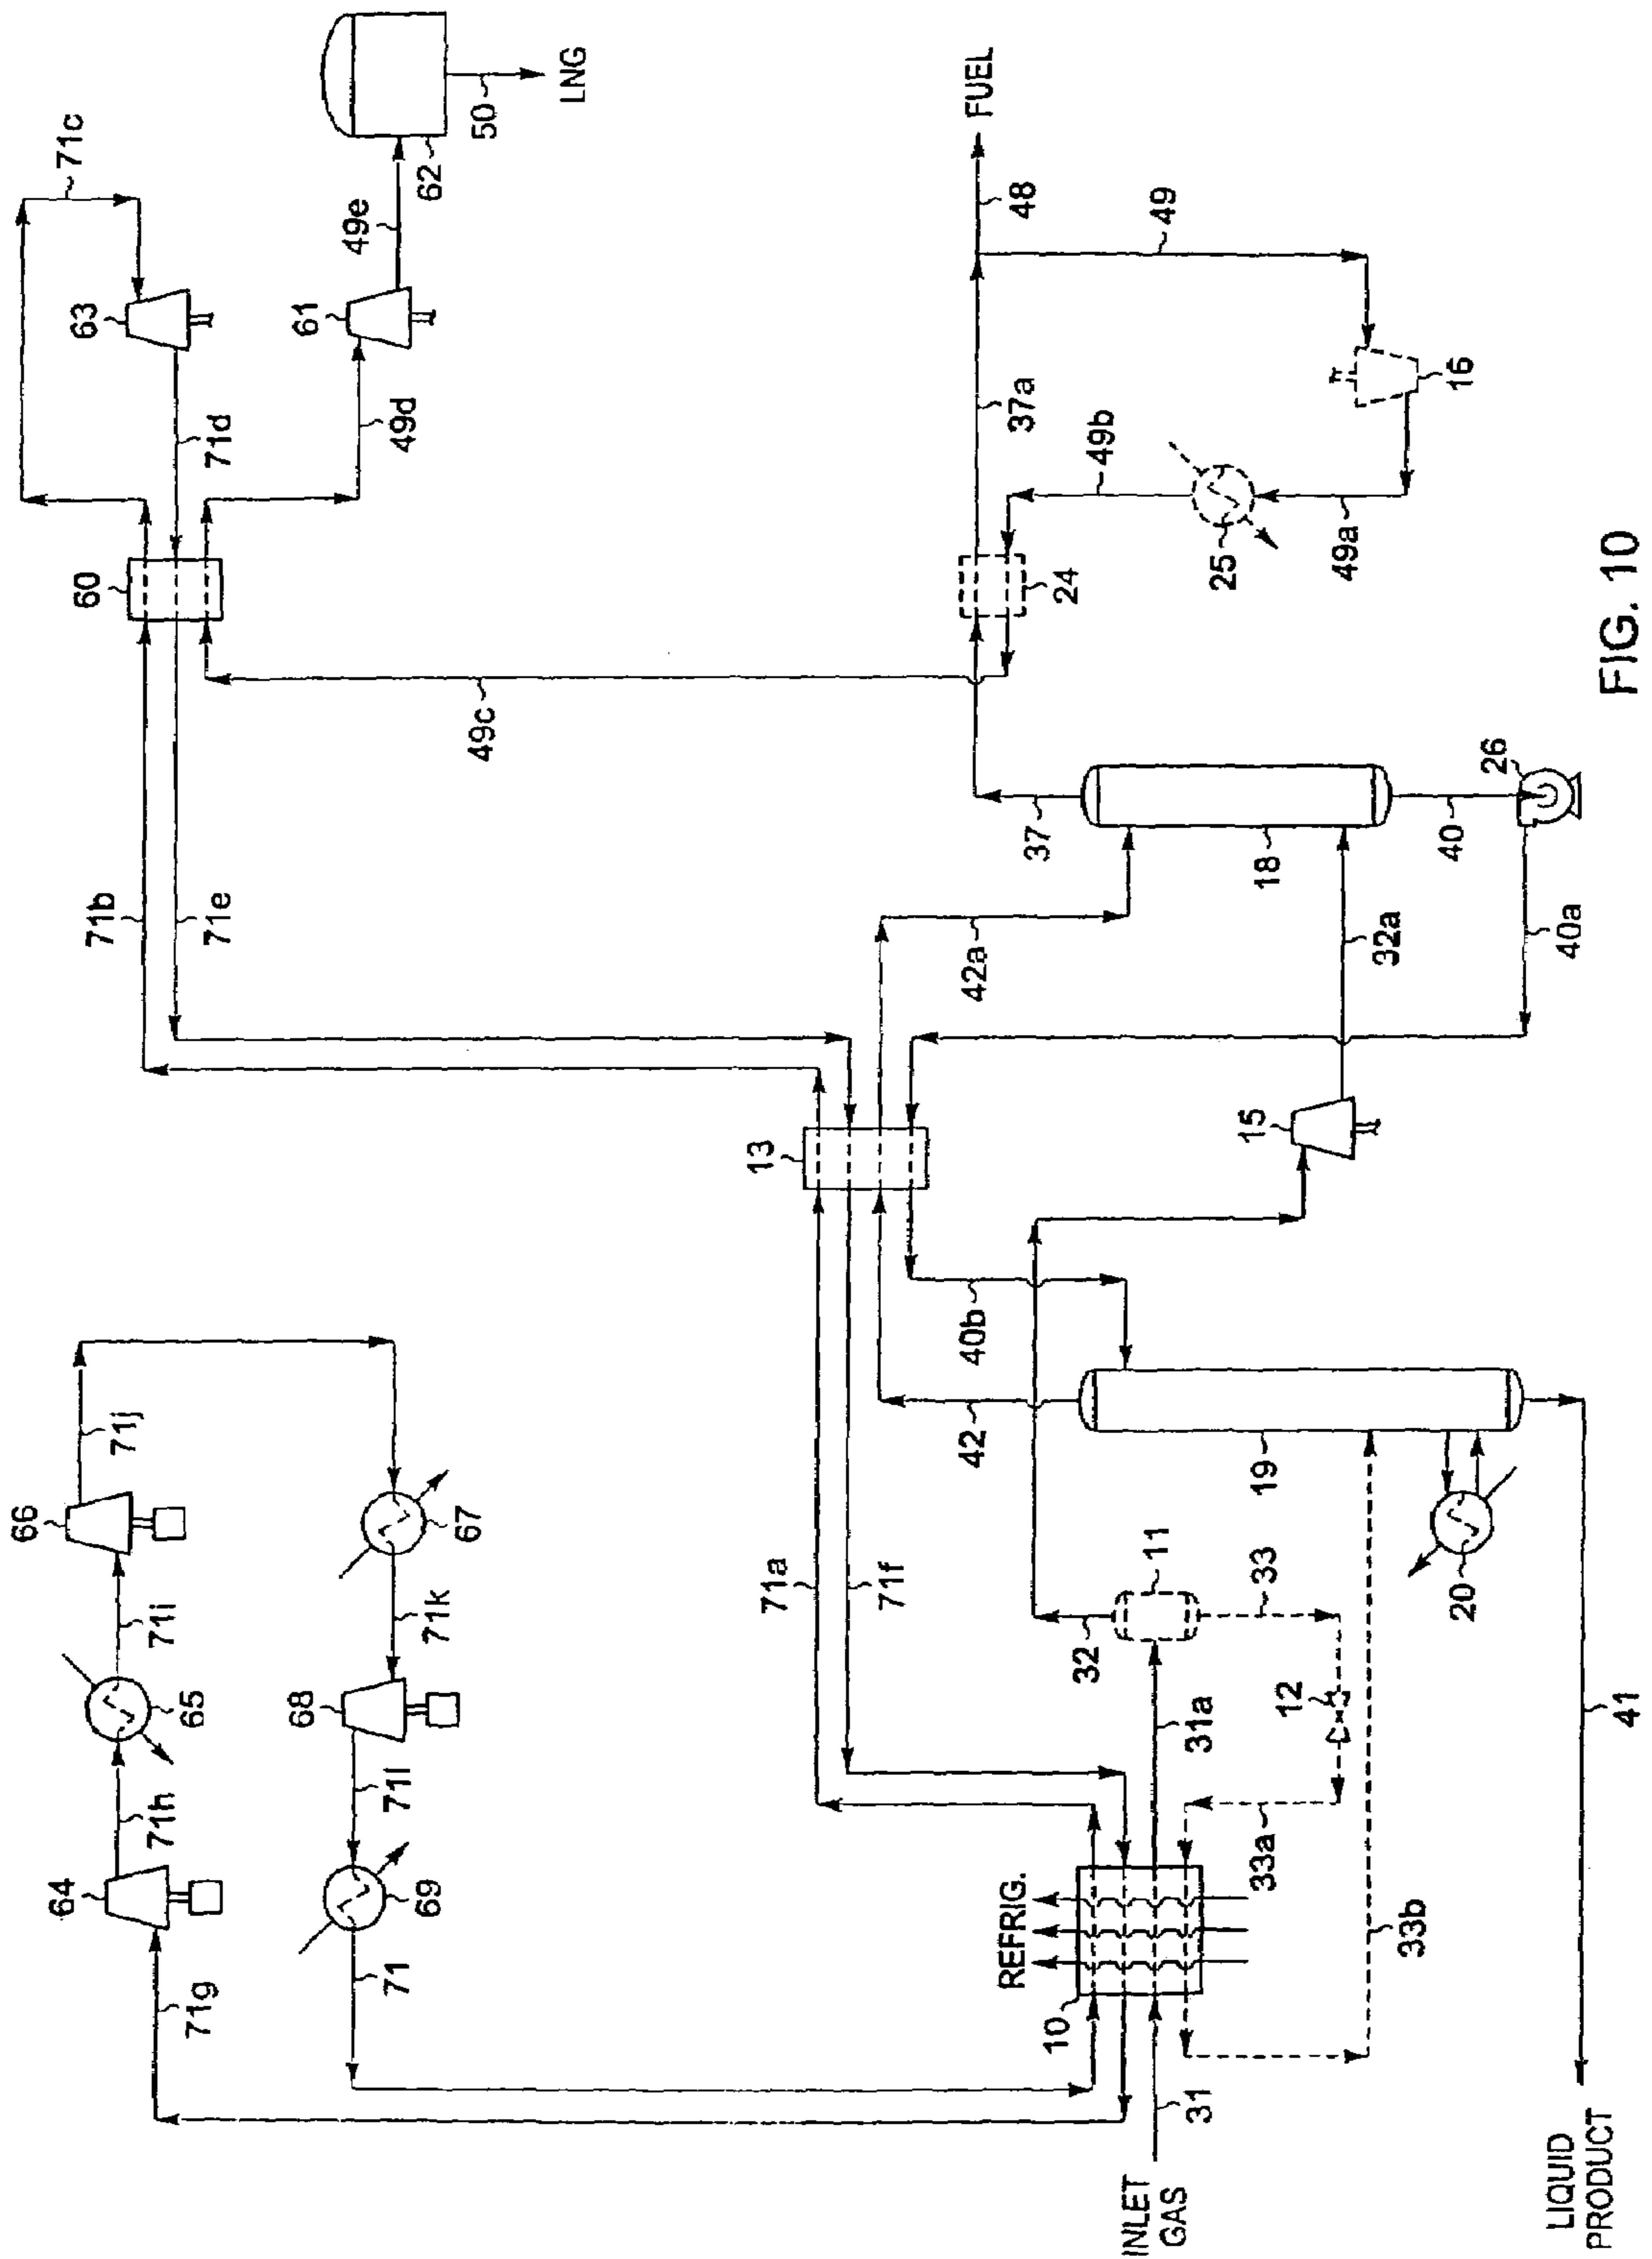 66
64
60
63
71c
71b
71j
71h
71i
65
71g
71e
71d
68
61
49e
71
71l
49d
69
71k
62
67
49c
50
LNG
71a
13
71f
42
40b
42a
FUEL
REFRIG.
37
37a
48
10
24
32
49b
INLET
GAS
11
49
31
31a
15
25
33a
33
19
18
12
49a
32a
33b
20
40
16
26
40a
LIQUID
PRODUCT
41
FIG. 10